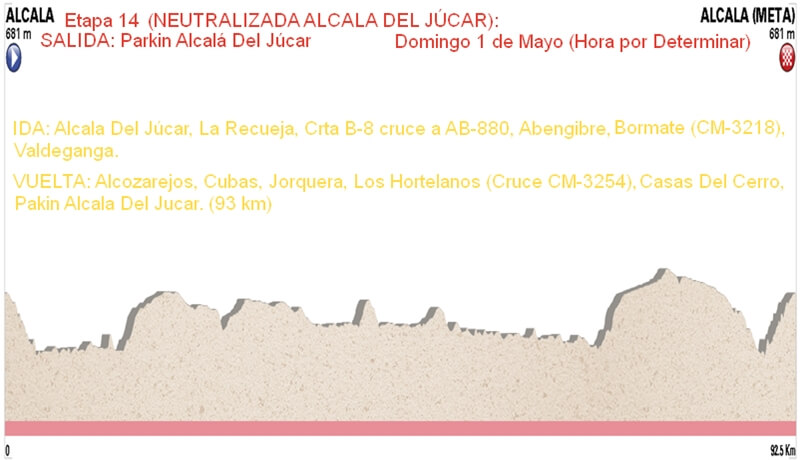 ALCALA
Etapa 14 (NEUTRALIZADA ALCALA DEL JÚCAR):
ALCALA (META)
681 m
SALIDA: Parkin Alcalá Del Júcar
Domingo 1 de Mayo (Hora por Determinar)
681 m
IDA: Alcala Del Júcar, La Recueja, Crta B-8 cruce a AB-880, Abengibre, Bormate (CM-3218),
Valdeganga.
VUELTA: Alcozarejos, Cubas, Jorquera, Los Hortelanos (Cruce CM-3254), Casas Del Cerro,
Pakin Alcala Del Jucar. (93 km)
0
92.5 Km